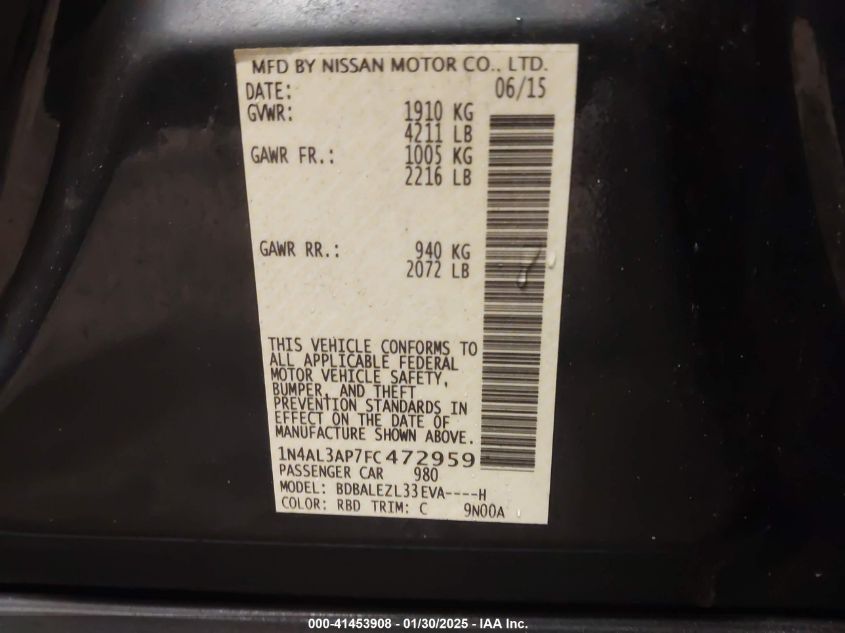 MFD BY NISSAN MOTOR CO., LTD.
DATE: 06/15
GVWR: 1910 KG
4211 LB
GAWR FR.: 1005 KG
2216 LB
GAWR RR.: 940 KG
2072 LB
THIS VEHICLE CONFORMS TO
ALL APPLICABLE FEDERAL
MOTOR VEHICLE SAFETY,
BUMPER, AND THEFT
PREVENTION STANDARDS IN
EFFECT ON THE DATE OF
MANUFACTURE SHOWN ABOVE.
1N4AL3AP7FC472959
PASSENGER CAR 980
MODEL: BDBALEZL33EVA----H
COLOR: RBD TRIM: C 9N00A
000-41453908 - 01/30/2025 - IAA Inc.